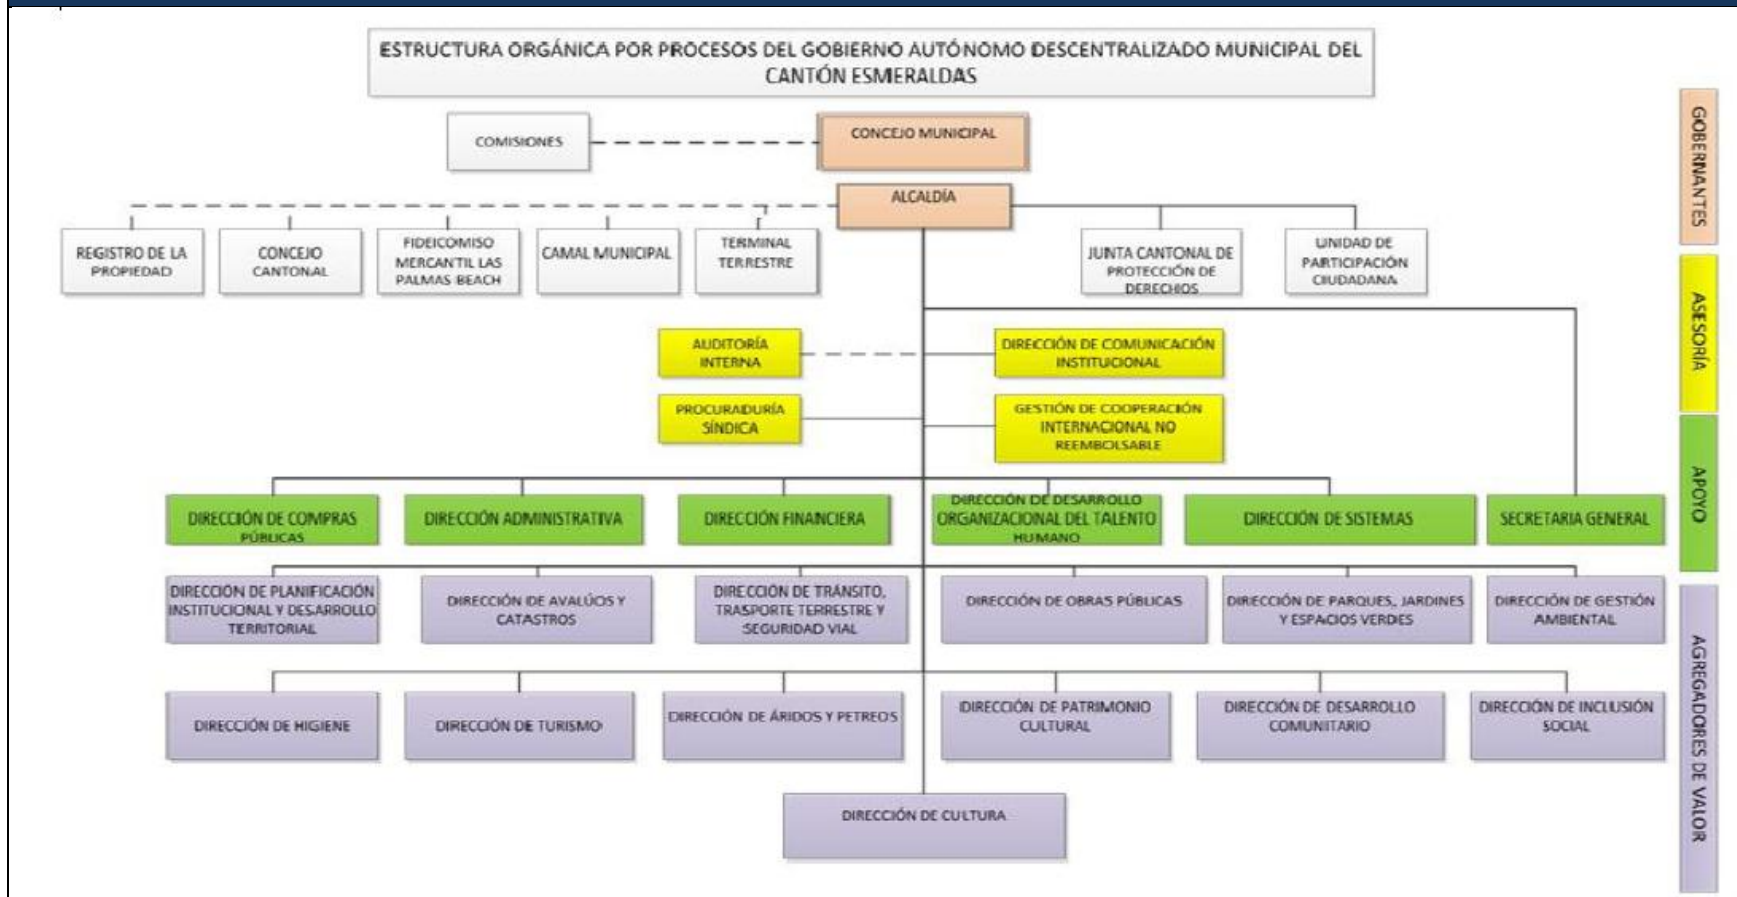 ESTRUCTURA ORGÁNICA POR PROCESOS DEL GOBIERNO AUTÓNOMO DESCENTRALIZADO MUNICIPAL DEL
CANTÓN ESMERALDAS
COMISIONES
CONCEJO MUNICIPAL
GOBERNANTES
ALCALDÍA
REGISTRO DE LA
PROPIEDAD
CONCEJO
CANTONAL
FIDEICOMISO
MERCANTIL LAS
PALMAS BEACH
CAMAL MUNICIPAL
TERMINAL
TERRESTRE
JUNTA CANTONAL DE
PROTECCIÓN DE
DERECHIOS
UNIDAD DE
PARTICIPACIÓN
CIUDADANA
ASESORÍA
AUDITORÍA
INTERNA
DIRECCIÓN DE COMUNICACIÓN
INSTITUCIONAL
PROCURADURÍA
SÍNDICA
GESTIÓN DE COOPERACIÓN
INTERNACIONAL NO
REEMBOLSABLE
APOYO
DIRECCIÓN DE COMPRAS
PÚBLICAS
DIRECCIÓN ADMINISTRATIVA
DIRECCIÓN FINANCIERA
DIRECCIÓN DE DESARROLLO
ORGANIZACIONAL DEL TALENTO
HUMANO
DIRECCIÓN DE SISTEMAS
SECRETARIA GENERAL
DIRECCIÓN DE PLANIFICACIÓN
INSTITUCIONAL Y DESARROLLO
TERRITORIAL
DIRECCIÓN DE AVALÚOS Y
CATASTROS
DIRECCIÓN DE TRÁNSITO,
TRASPORTE TERRESTRE Y
SEGURIDAD VIAL
DIRECCIÓN DE OBRAS PÚBLICAS
DIRECCIÓN DE PARQUES, JARDINES
Y ESPACIOS VERDES
DIRECCIÓN DE GESTIÓN
AMBIENTAL
AGREGADORES DE VALOR
DIRECCIÓN DE HIGIENE
DIRECCIÓN DE TURISMO
DIRECCIÓN DE ÁRIDOS Y PETREOS
DIRECCIÓN DE PATRIMONIO
CULTURAL
DIRECCIÓN DE DESARROLLO
COMUNITARIO
DIRECCIÓN DE INCLUSIÓN
SOCIAL
DIRECCIÓN DE CULTURA